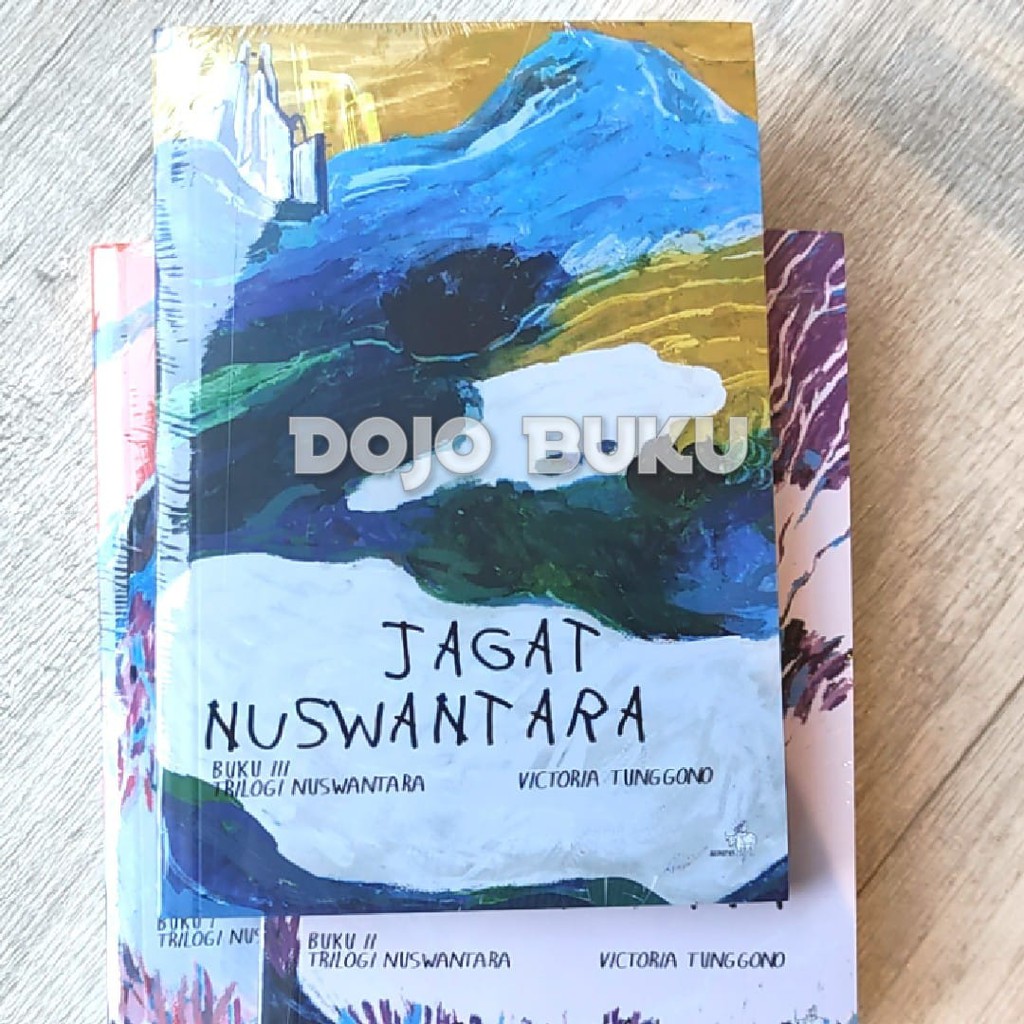 DOJO BUKU
JAGAT
NUSWANTARA
BUKU III
TRILOGI NUSWANTARA
VICTORIA TUNGGONO
BUKU I
TRILOGI NUS
BUKU II
TRILOGI NUSWANTARA
VICTORIA TUNGGONO